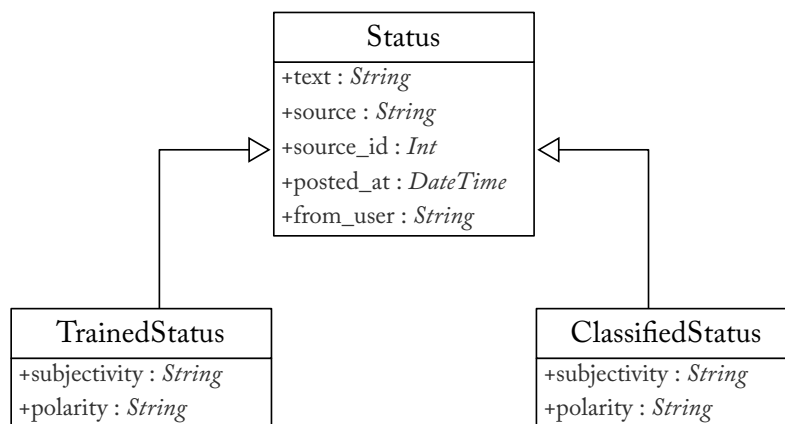 Status
+text : String
+source : String
+source_id : Int
+posted_at : DateTime
+from_user : String
TrainedStatus
+subjectivity : String
+polarity : String
ClassifiedStatus
+subjectivity : String
+polarity : String